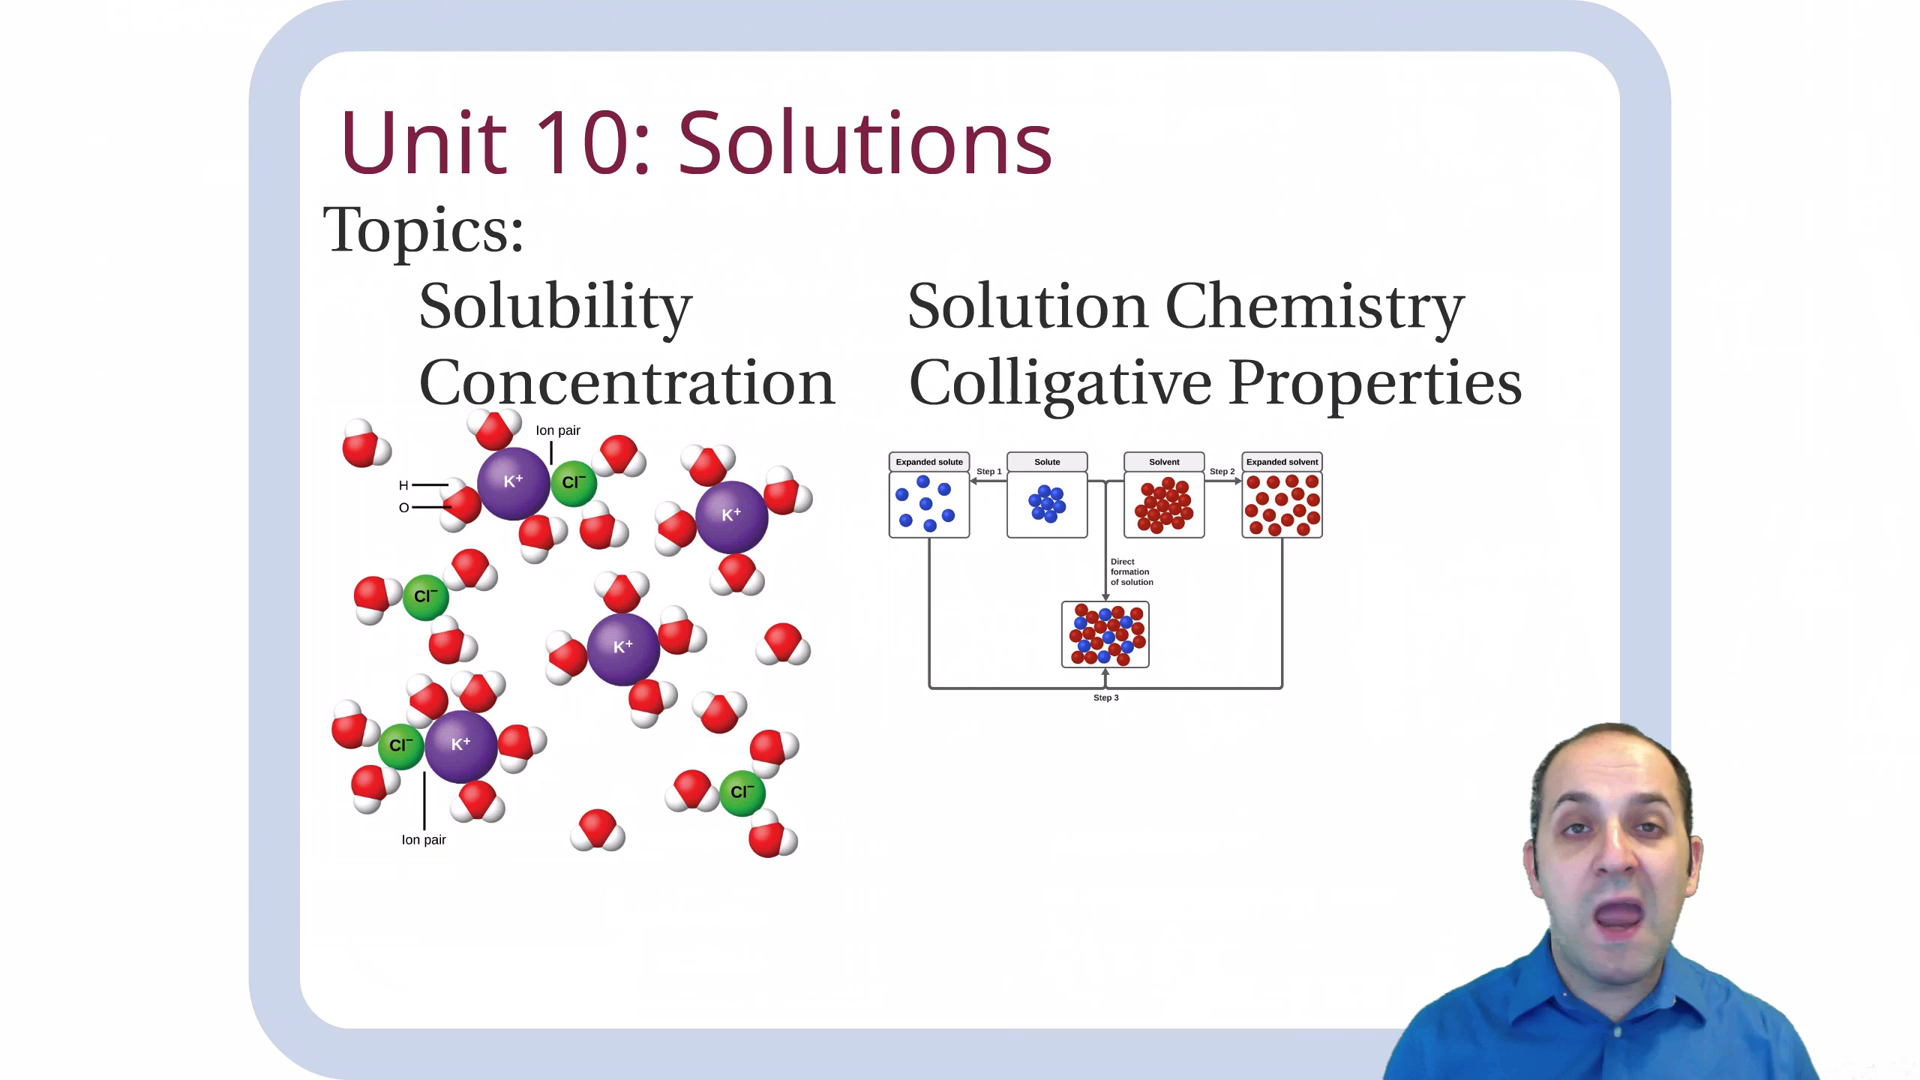 Unit 10: Solutions
Topics:
Solubility
Concentration
Solution Chemistry
Colligative Properties
Ion pair
K⁺
Cl⁻
H
O
K⁺
Cl⁻
K⁺
Cl⁻
K⁺
Cl⁻
Ion pair
Expanded solute
Step 1
Solute
Solvent
Step 2
Expanded solvent
Direct
formation
of solution
Step 3